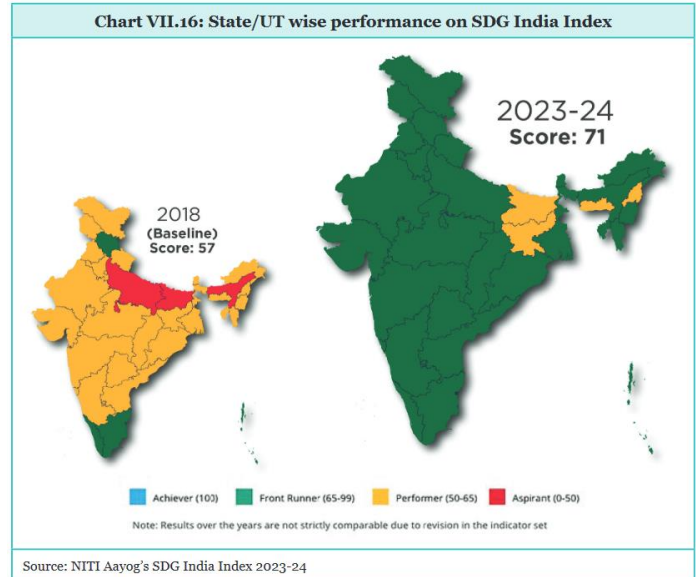 Chart VII.16: State/UT wise performance on SDG India Index
2023-24
Score: 71
2018
(Baseline)
Score: 57
Achiever (100)
Front Runner (65-99)
Performer (50-65)
Aspirant (0-50)
Note: Results over the years are not strictly comparable due to revision in the indicator set
Source: NITI Aayog's SDG India Index 2023-24